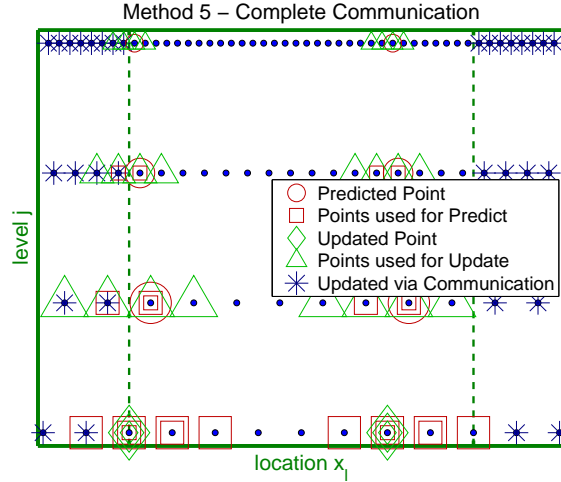 Method 5 – Complete Communication
level j
Predicted Point
Points used for Predict
Updated Point
Points used for Update
Updated via Communication
location x_l